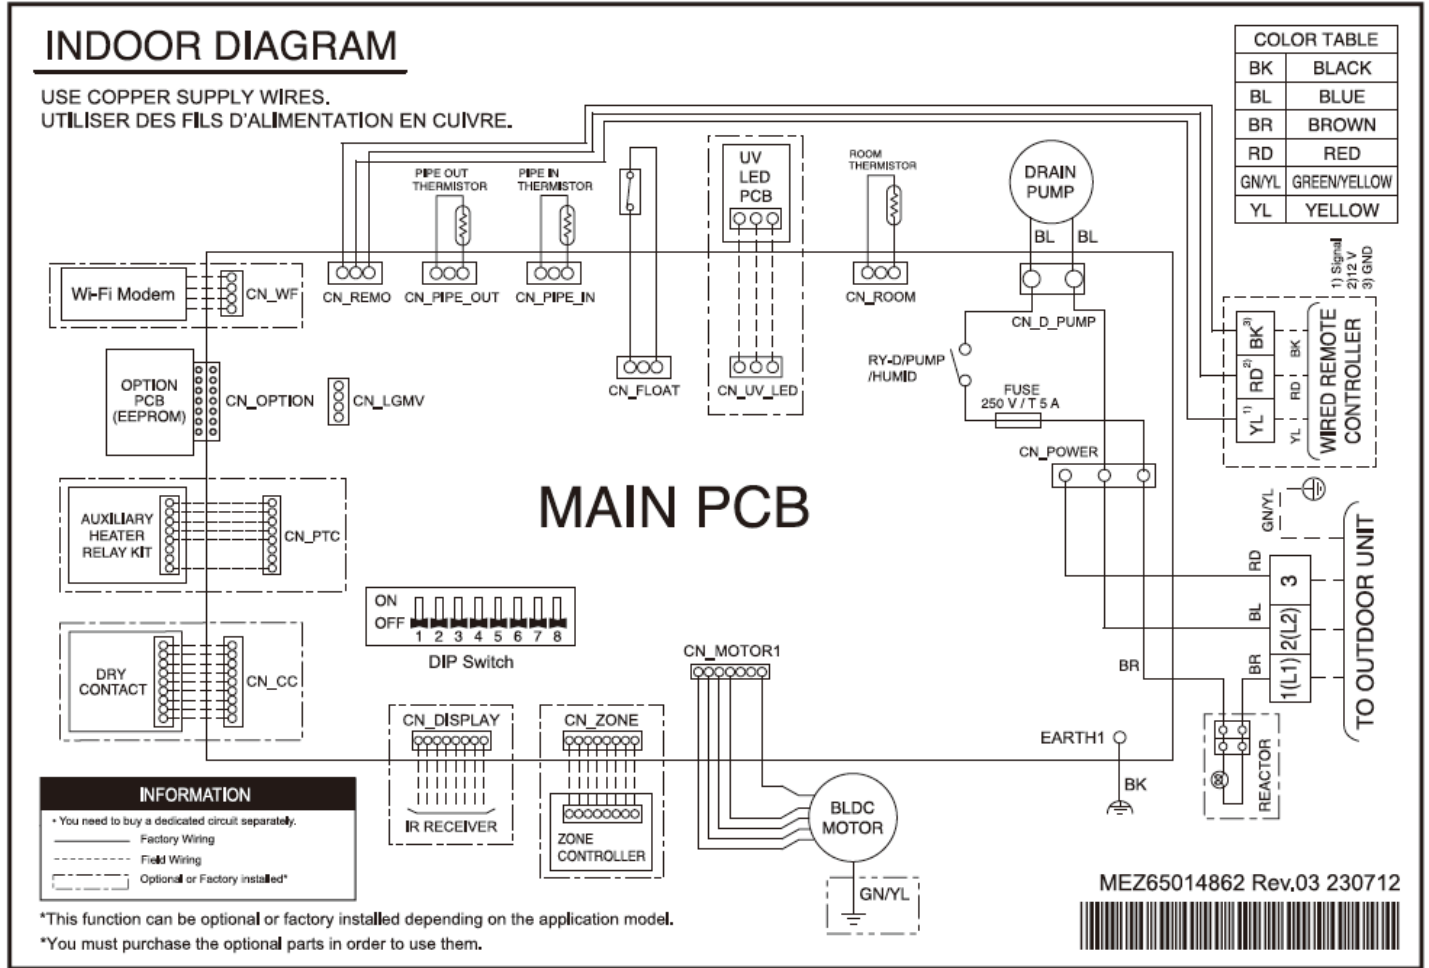 INDOOR DIAGRAM
USE COPPER SUPPLY WIRES.
UTILISER DES FILS D'ALIMENTATION EN CUIVRE.
COLOR TABLE
BK BLACK
BL BLUE
BR BROWN
RD RED
GN/YL GREEN/YELLOW
YL YELLOW
PIPE OUT
THERMISTOR
PIPE IN
THERMISTOR
UV
LED
PCB
ROOM
THERMISTOR
DRAIN
PUMP
BL
BL
1) Signal
2)12 V
3) GND
Wi-Fi Modem
CN_WF
CN_REMO
CN_PIPE_OUT
CN_PIPE_IN
CN_ROOM
CN_D_PUMP
BK3)
RD2)
YL1)
BK
RD
YL
WIRED REMOTE
CONTROLLER
OPTION
PCB
(EEPROM)
CN_OPTION
CN_LGMV
CN_FLOAT
CN_UV_LED
RY-D/PUMP
/HUMID
FUSE
250 V / T 5 A
CN_POWER
MAIN PCB
AUXILIARY
HEATER
RELAY KIT
CN_PTC
GN/YL
RD
BL
BR
BR
3
2(L2)
1(L1)
TO OUTDOOR UNIT
ON
OFF
1 2 3 4 5 6 7 8
DIP Switch
DRY
CONTACT
CN_CC
CN_MOTOR1
CN_DISPLAY
IR RECEIVER
CN_ZONE
ZONE
CONTROLLER
BLDC
MOTOR
GN/YL
EARTH1
BK
REACTOR
INFORMATION
• You need to buy a dedicated circuit separately.
Factory Wiring
Field Wiring
Optional or Factory installed*
*This function can be optional or factory installed depending on the application model.
*You must purchase the optional parts in order to use them.
MEZ65014862 Rev.03 230712